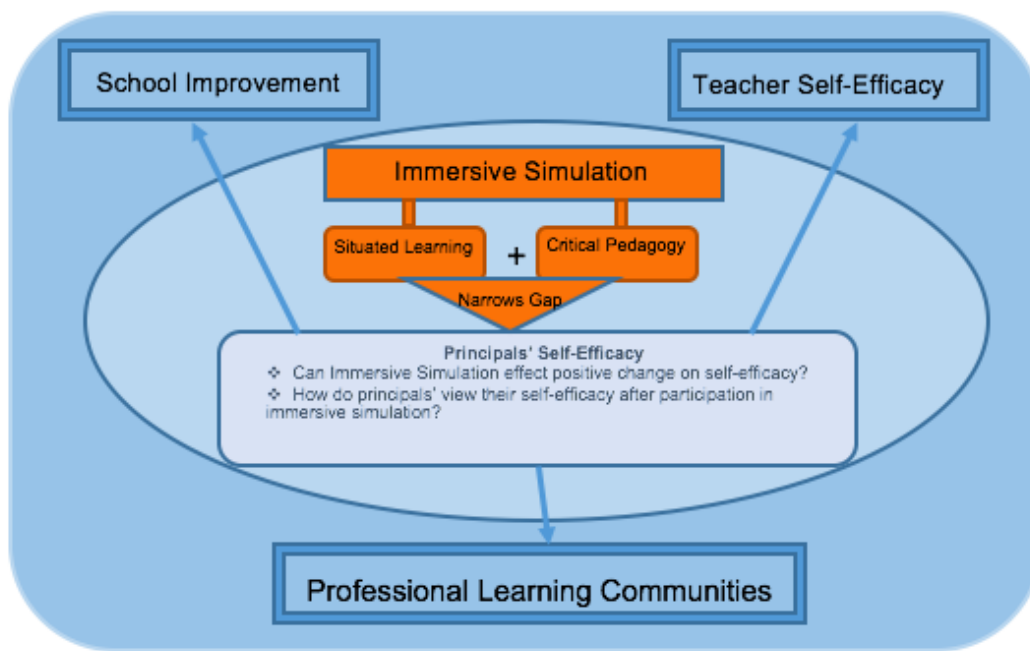 School Improvement
Teacher Self-Efficacy
Immersive Simulation
Situated Learning
+
Critical Pedagogy
Narrows Gap
Principals' Self-Efficacy
❖ Can Immersive Simulation effect positive change on self-efficacy?
❖ How do principals' view their self-efficacy after participation in
immersive simulation?
Professional Learning Communities